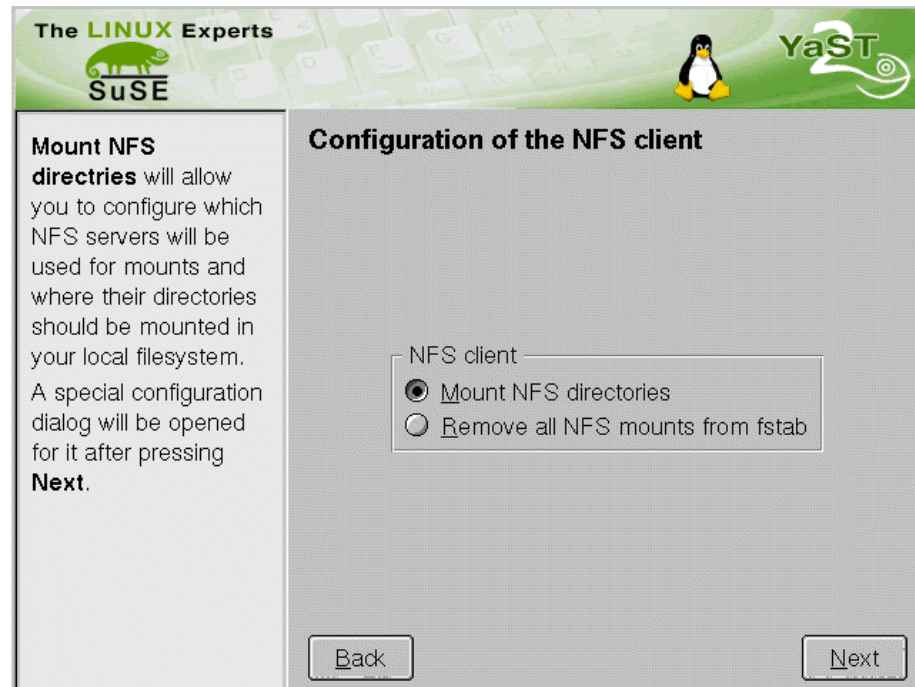 The LINUX Experts
SuSE
YaST
Mount NFS
directries will allow
you to configure which
NFS servers will be
used for mounts and
where their directories
should be mounted in
your local filesystem.
A special configuration
dialog will be opened
for it after pressing
Next.
Configuration of the NFS client
NFS client
Mount NFS directories
Remove all NFS mounts from fstab
Back
Next